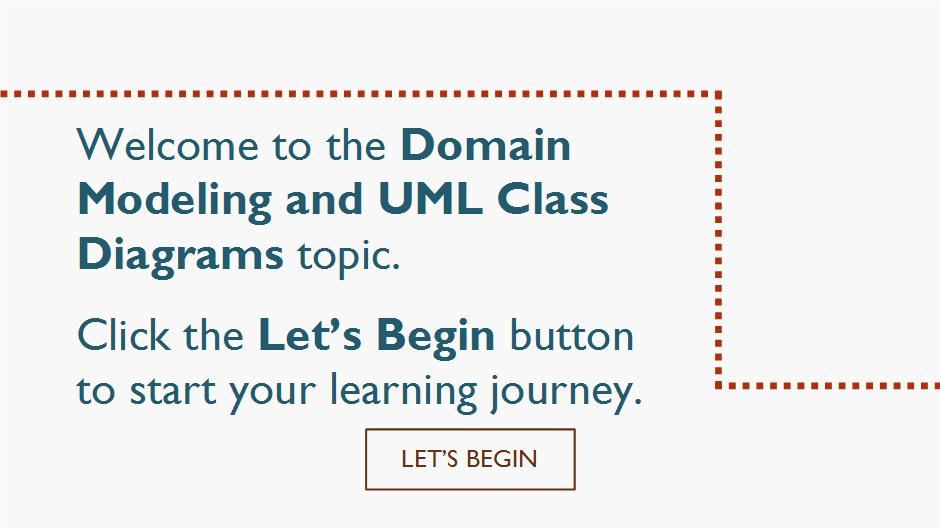 Welcome to the Domain
Modeling and UML Class
Diagrams topic.
Click the Let’s Begin button
to start your learning journey.
LET’S BEGIN